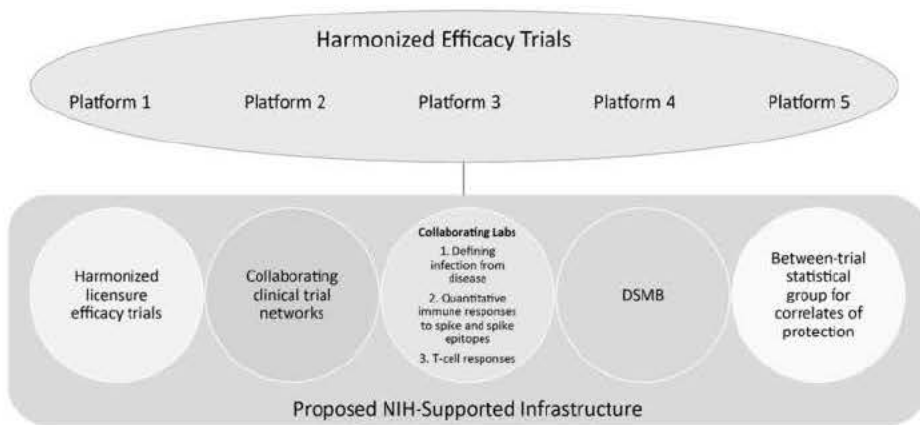 Harmonized Efficacy Trials
Platform 1
Platform 2
Platform 3
Platform 4
Platform 5
Harmonized
licensure
efficacy trials
Collaborating
clinical trial
networks
Collaborating Labs
1. Defining
infection from
disease
2. Quantitative
immune responses
to spike and spike
epitopes
3. T-cell responses
DSMB
Between-trial
statistical
group for
correlates of
protection
Proposed NIH-Supported Infrastructure